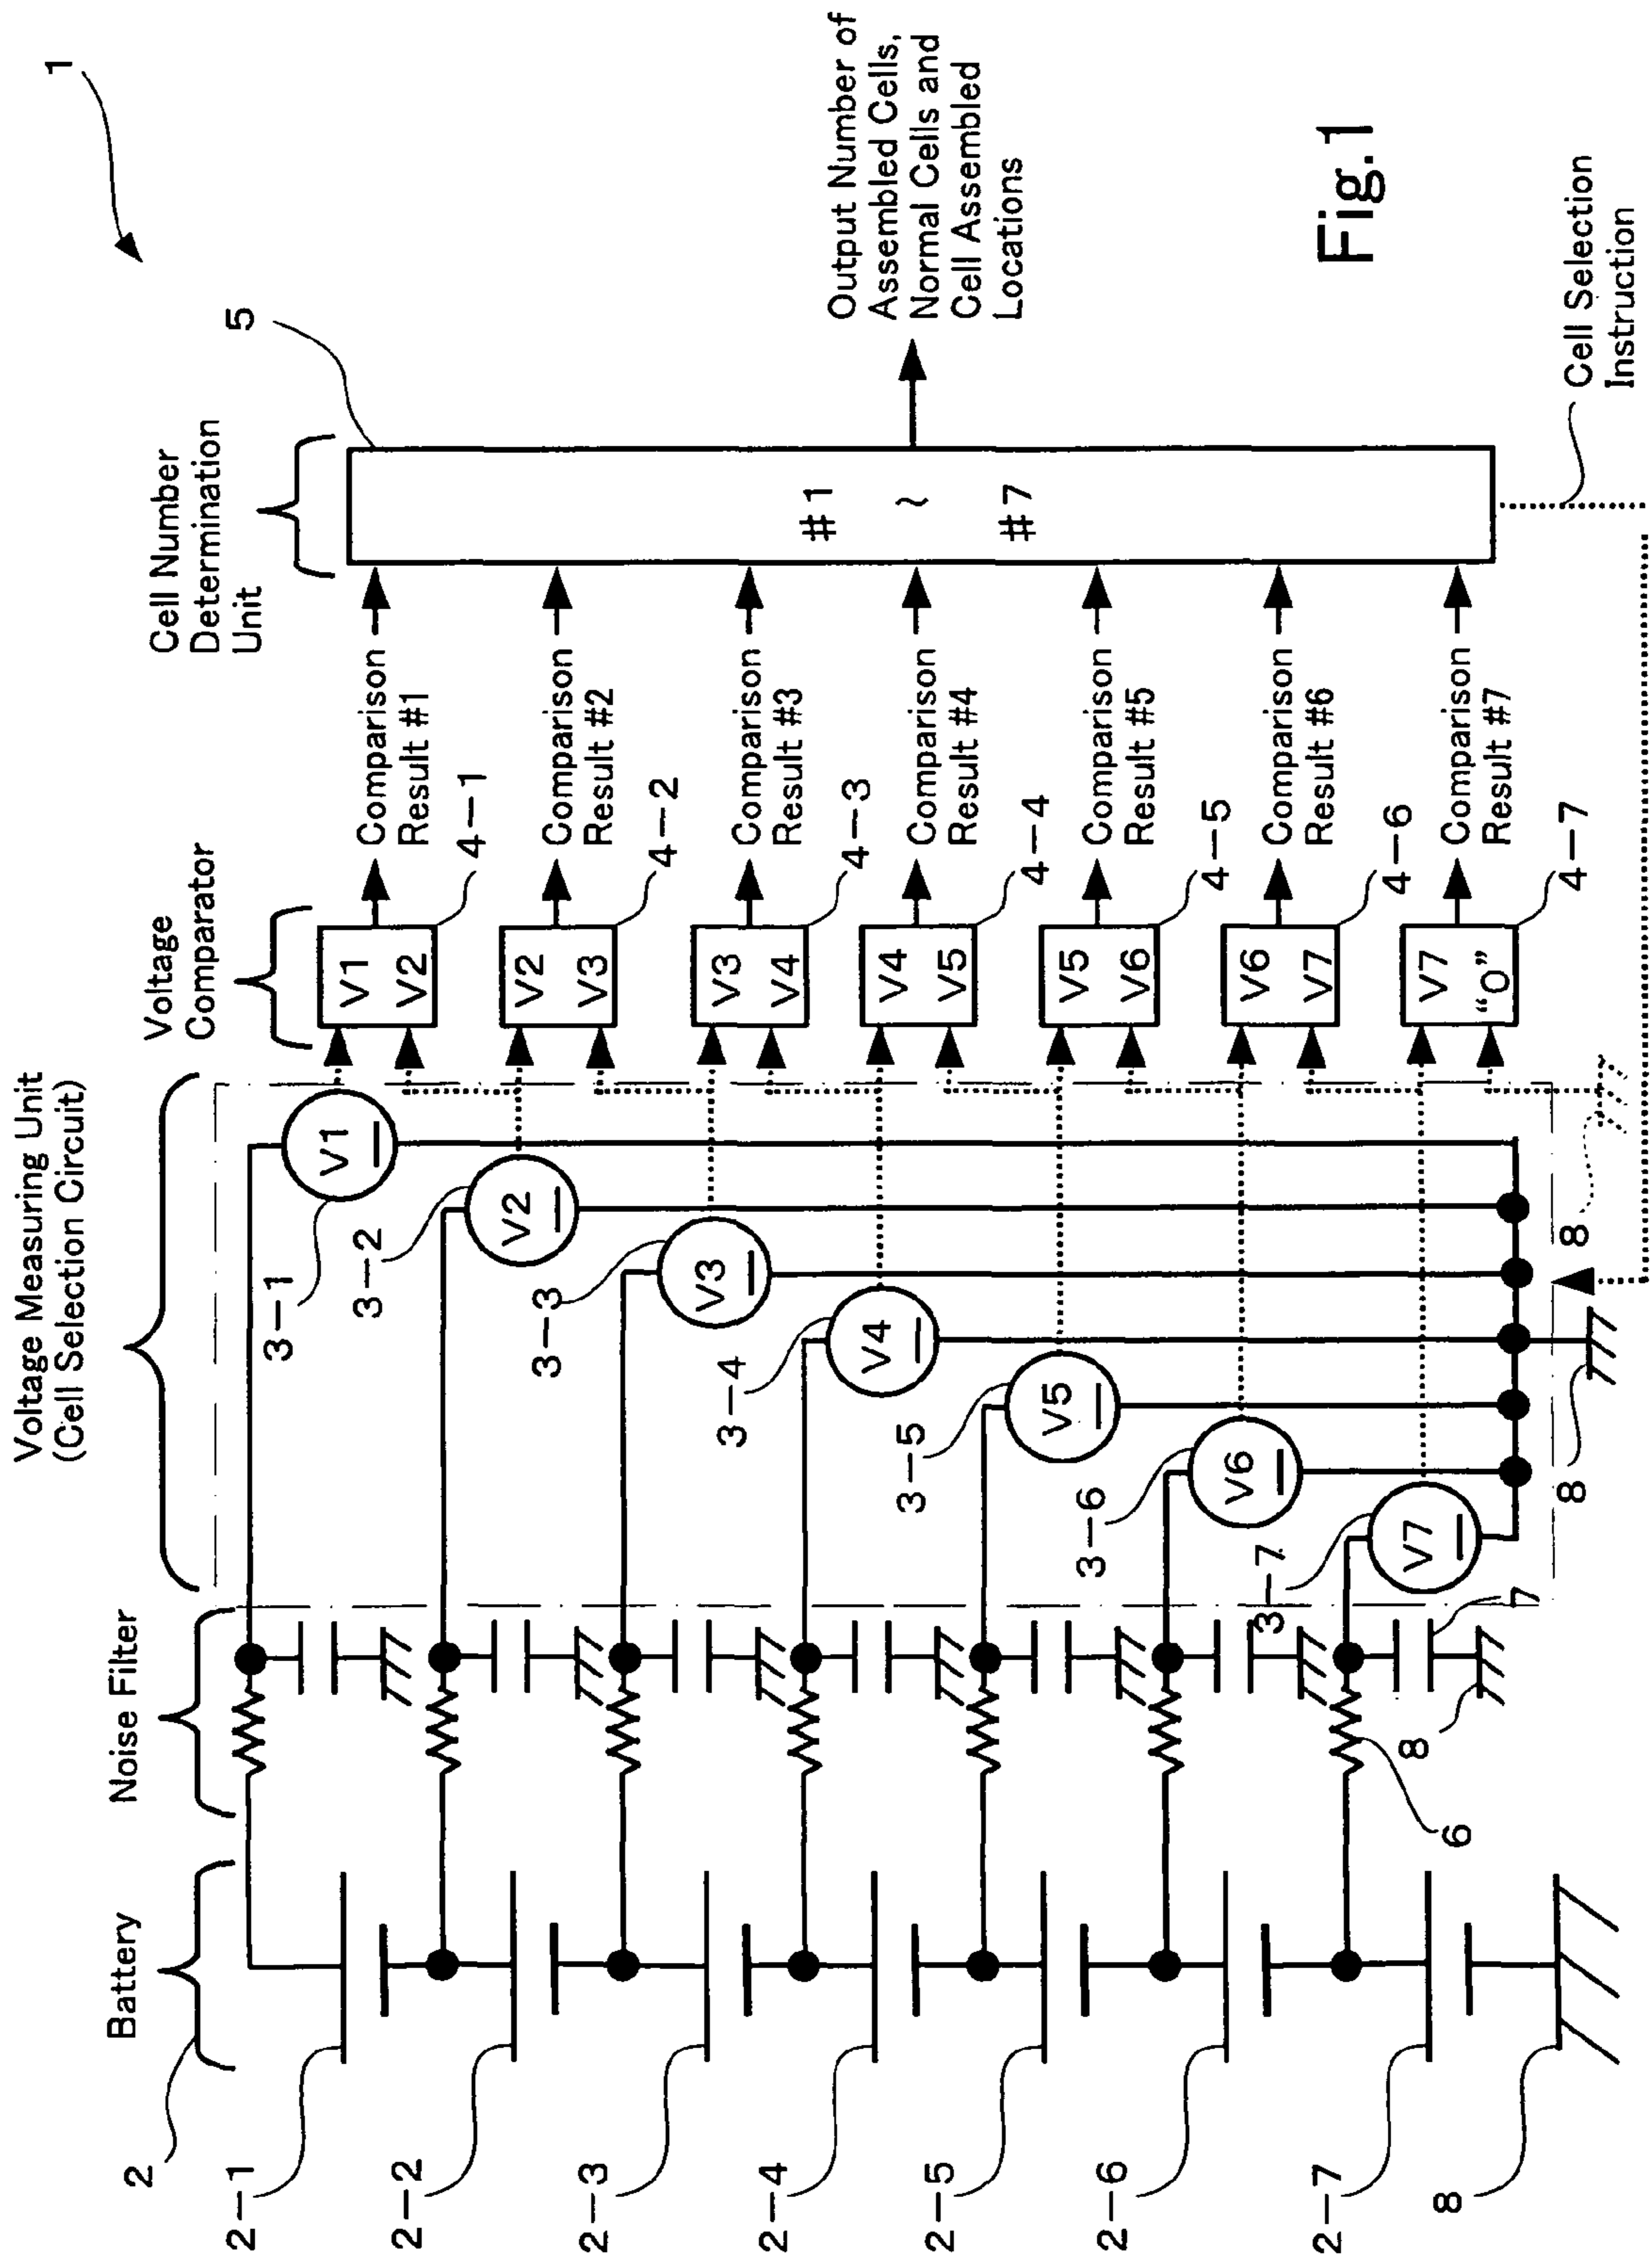 1
Battery
Noise Filter
Voltage Measuring Unit
(Cell Selection Circuit)
Voltage
Comparator
Cell Number
Determination
Unit
2
5
2-1
2-2
2-3
2-4
2-5
2-6
2-7
8
6
7
8
3-1
3-2
3-3
3-4
3-5
3-6
3-7
V1
V2
V3
V4
V5
V6
V7
8
8
V1
V2
V2
V3
V3
V4
V4
V5
V5
V6
V6
V7
V7
"0"
4-1
4-2
4-3
4-4
4-5
4-6
4-7
Comparison
Result #1
Comparison
Result #2
Comparison
Result #3
Comparison
Result #4
Comparison
Result #5
Comparison
Result #6
Comparison
Result #7
#1
~
#7
Output Number of
Assembled Cells,
Normal Cells and
Cell Assembled
Locations
Cell Selection
Instruction
Fig.1